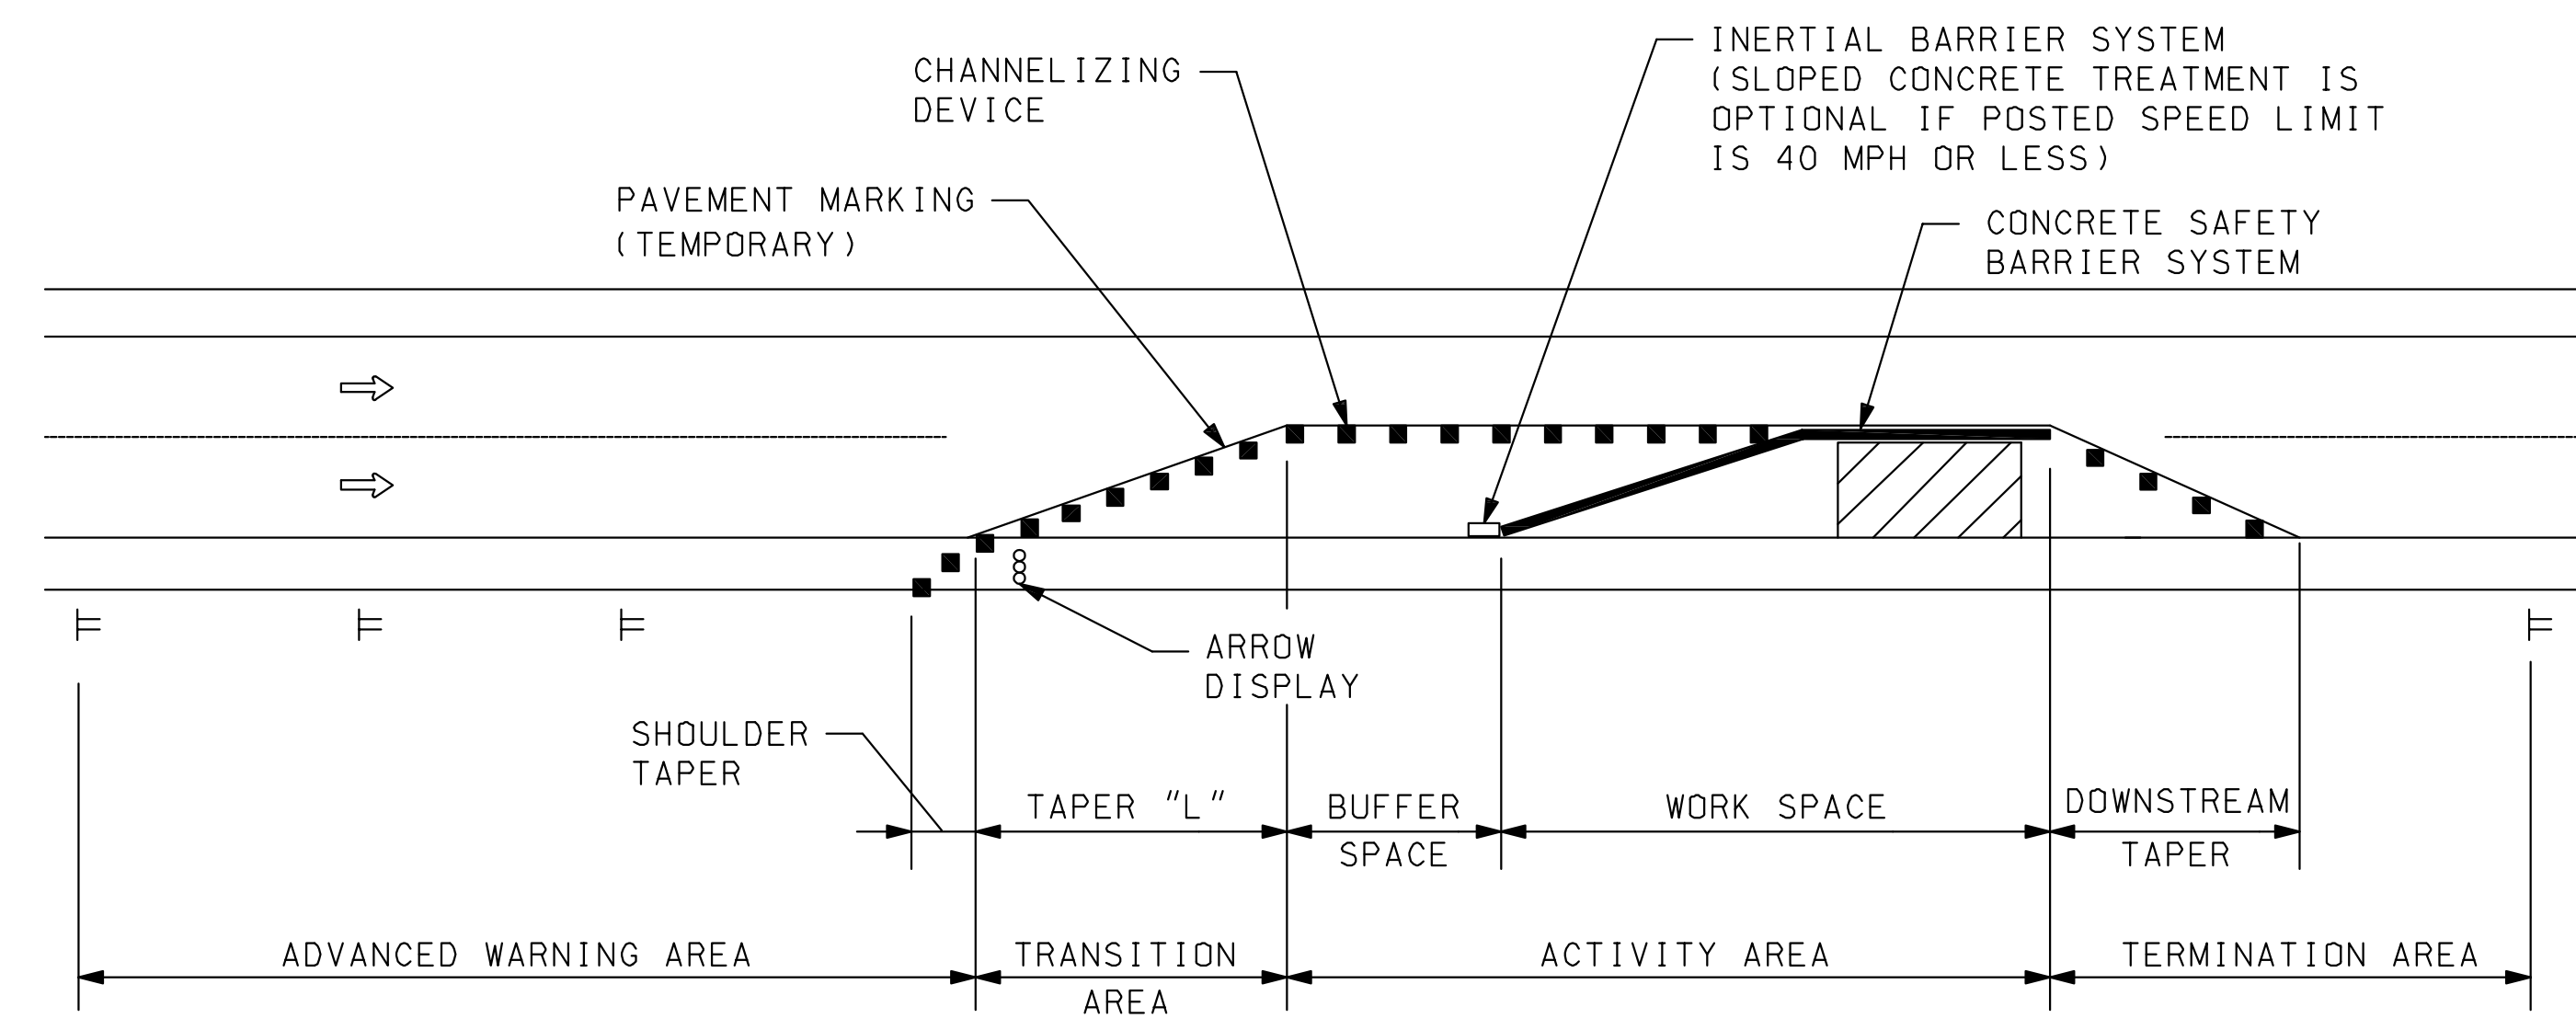 INERTIAL BARRIER SYSTEM
(SLOPED CONCRETE TREATMENT IS
OPTIONAL IF POSTED SPEED LIMIT
IS 40 MPH OR LESS)
CHANNELIZING
DEVICE
PAVEMENT MARKING
(TEMPORARY)
CONCRETE SAFETY
BARRIER SYSTEM
ARROW
DISPLAY
SHOULDER
TAPER
TAPER "L"
BUFFER
SPACE
WORK SPACE
DOWNSTREAM
TAPER
ADVANCED WARNING AREA
TRANSITION
AREA
ACTIVITY AREA
TERMINATION AREA